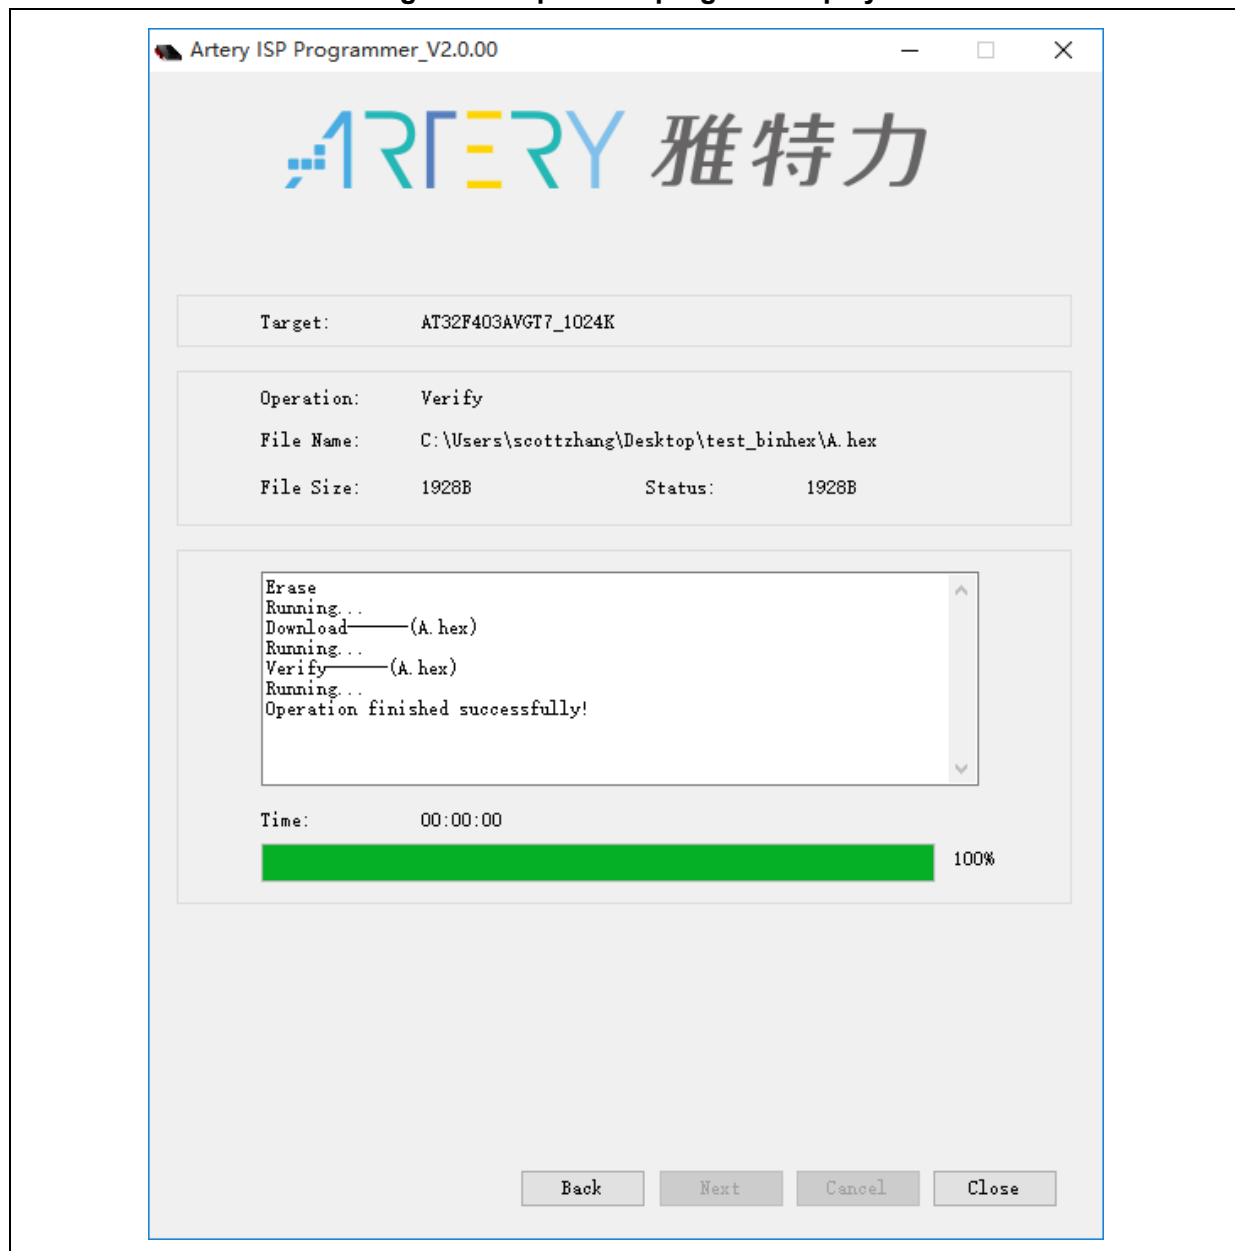 Artery ISP Programmer_V2.0.00
ARTERY 雅特力
Target: AT32F403AVGT7_1024K
Operation: Verify
File Name: C:\Users\scottzhang\Desktop\test_binhex\A.hex
File Size: 1928B Status: 1928B
Erase
Running...
Download———(A.hex)
Running...
Verify———(A.hex)
Running...
Operation finished successfully!
Time: 00:00:00
100%
Back Next Cancel Close